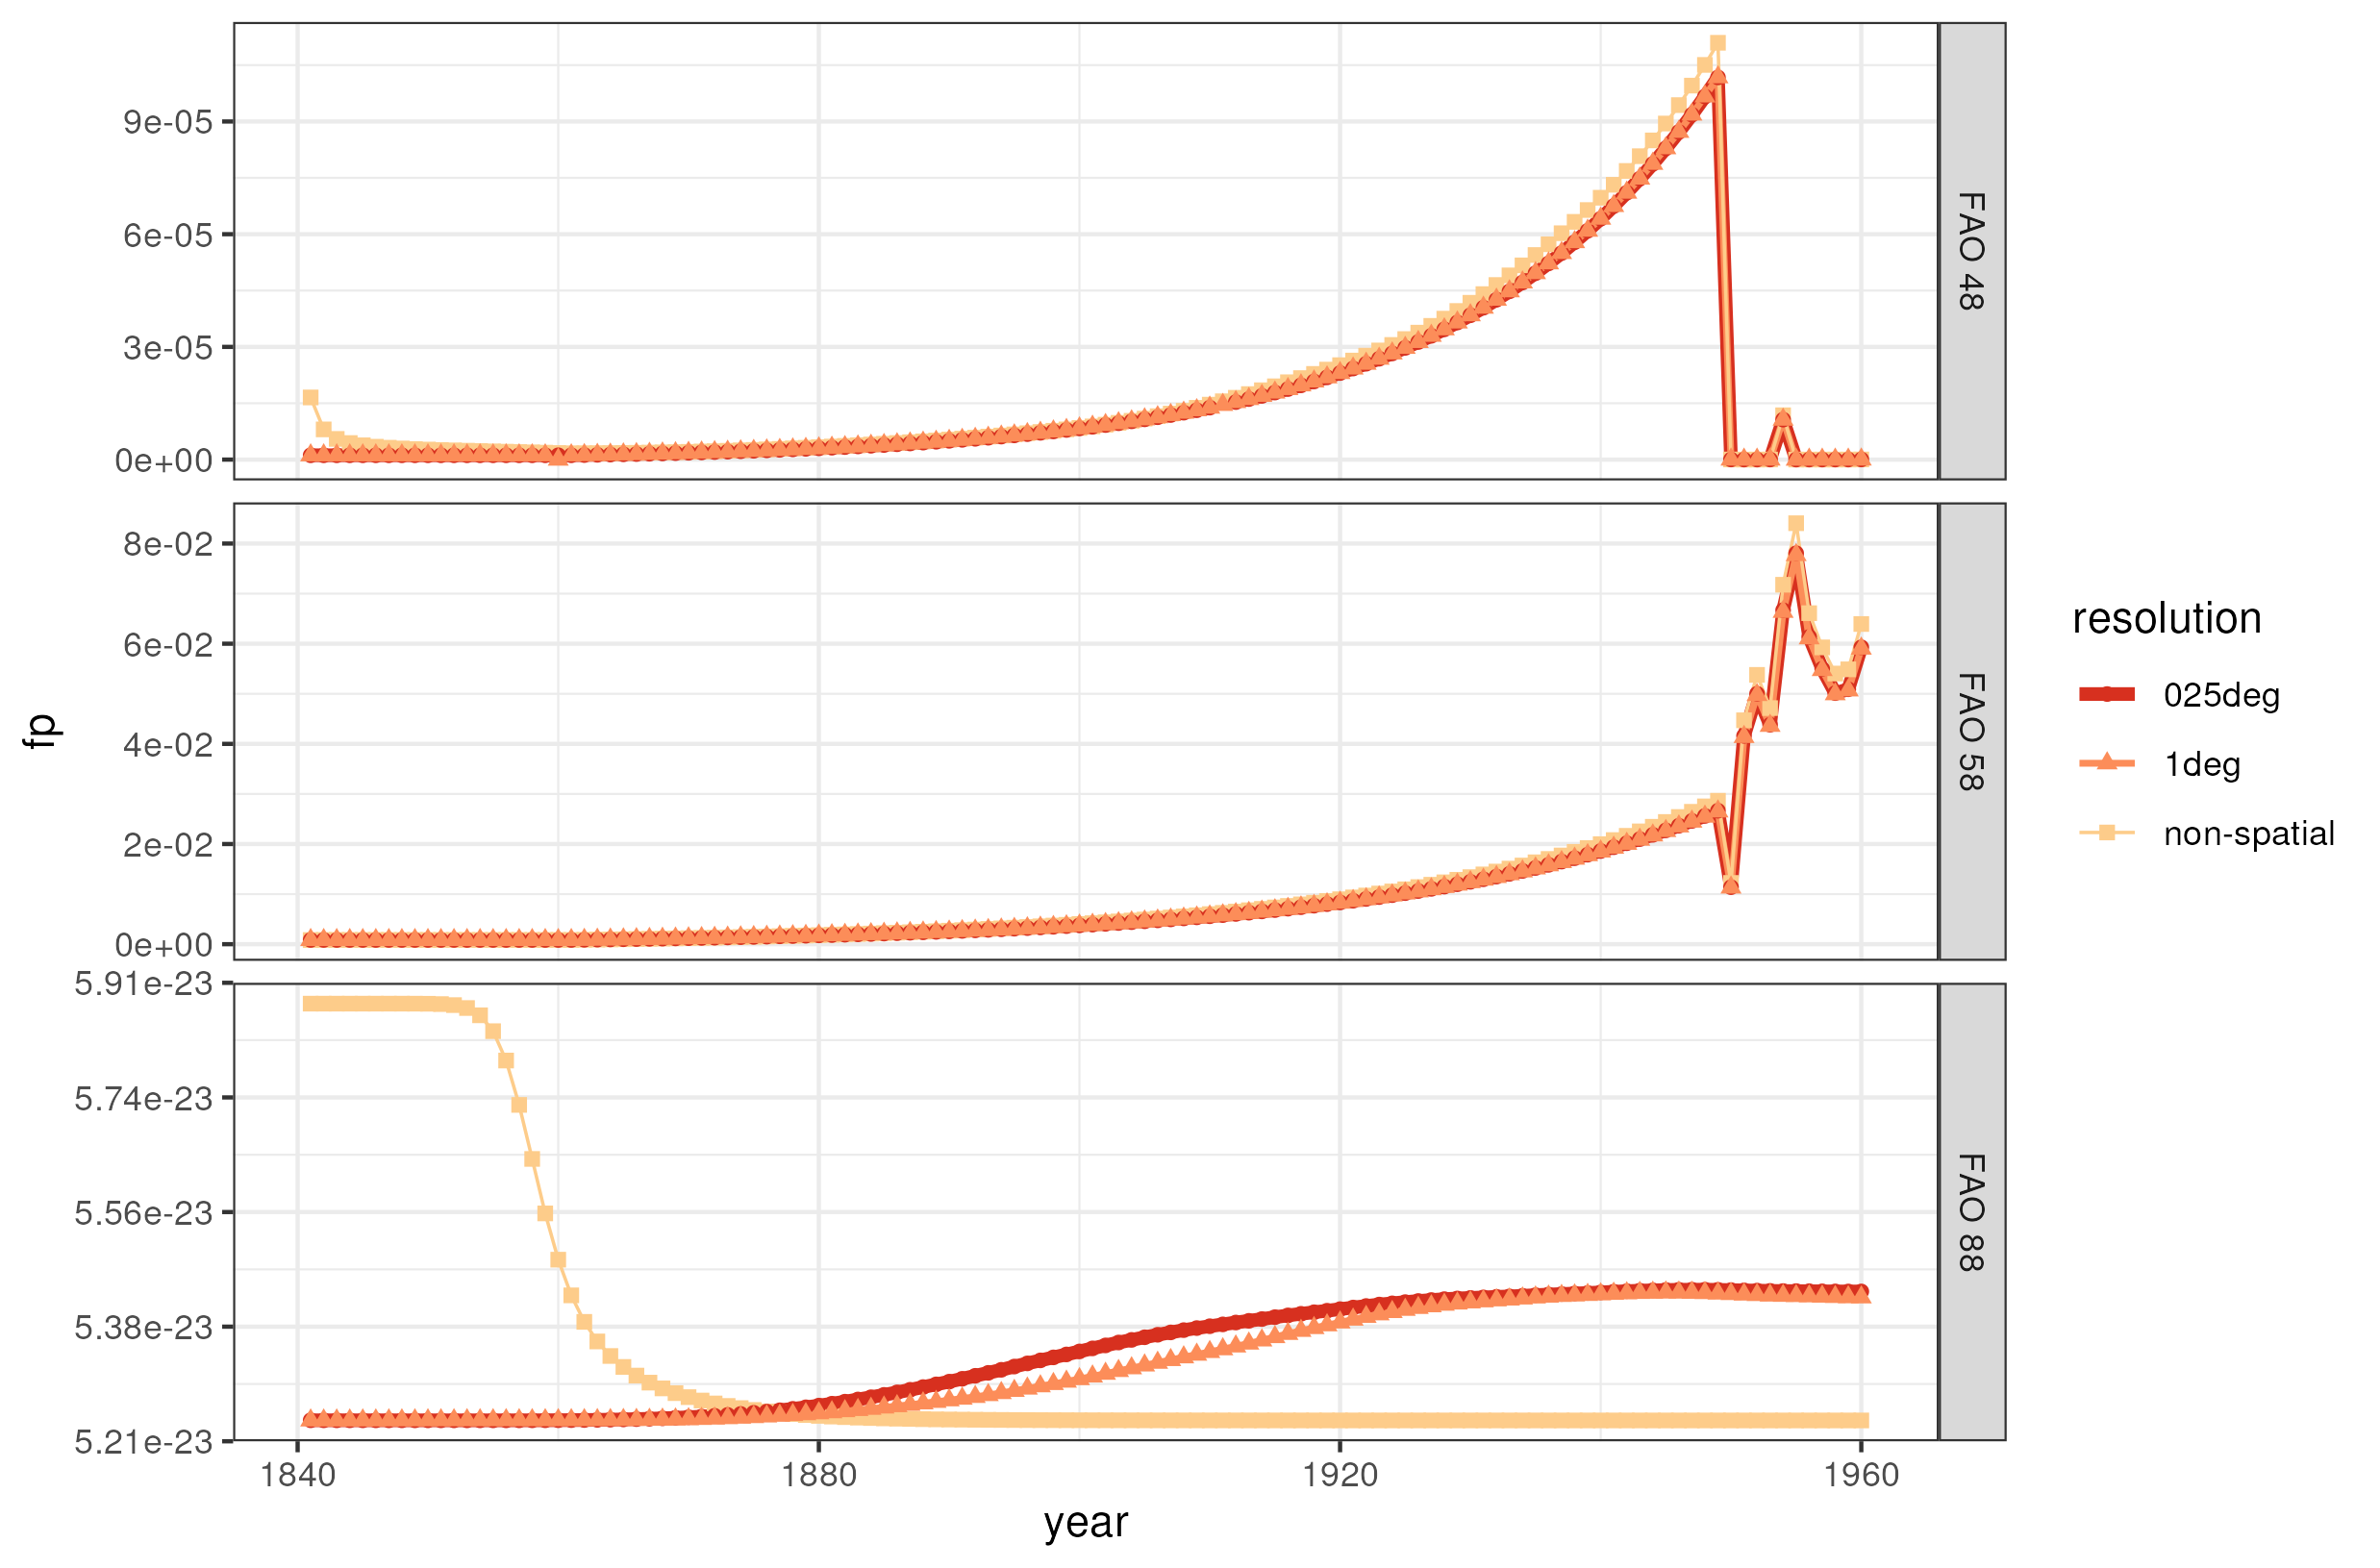 9e-05
6e-05
3e-05
0e+00
FAO 48
8e-02
6e-02
4e-02
2e-02
0e+00
FAO 58
5.91e-23
5.74e-23
5.56e-23
5.38e-23
5.21e-23
FAO 88
fp
1840
1880
1920
1960
year
resolution
025deg
1deg
non-spatial